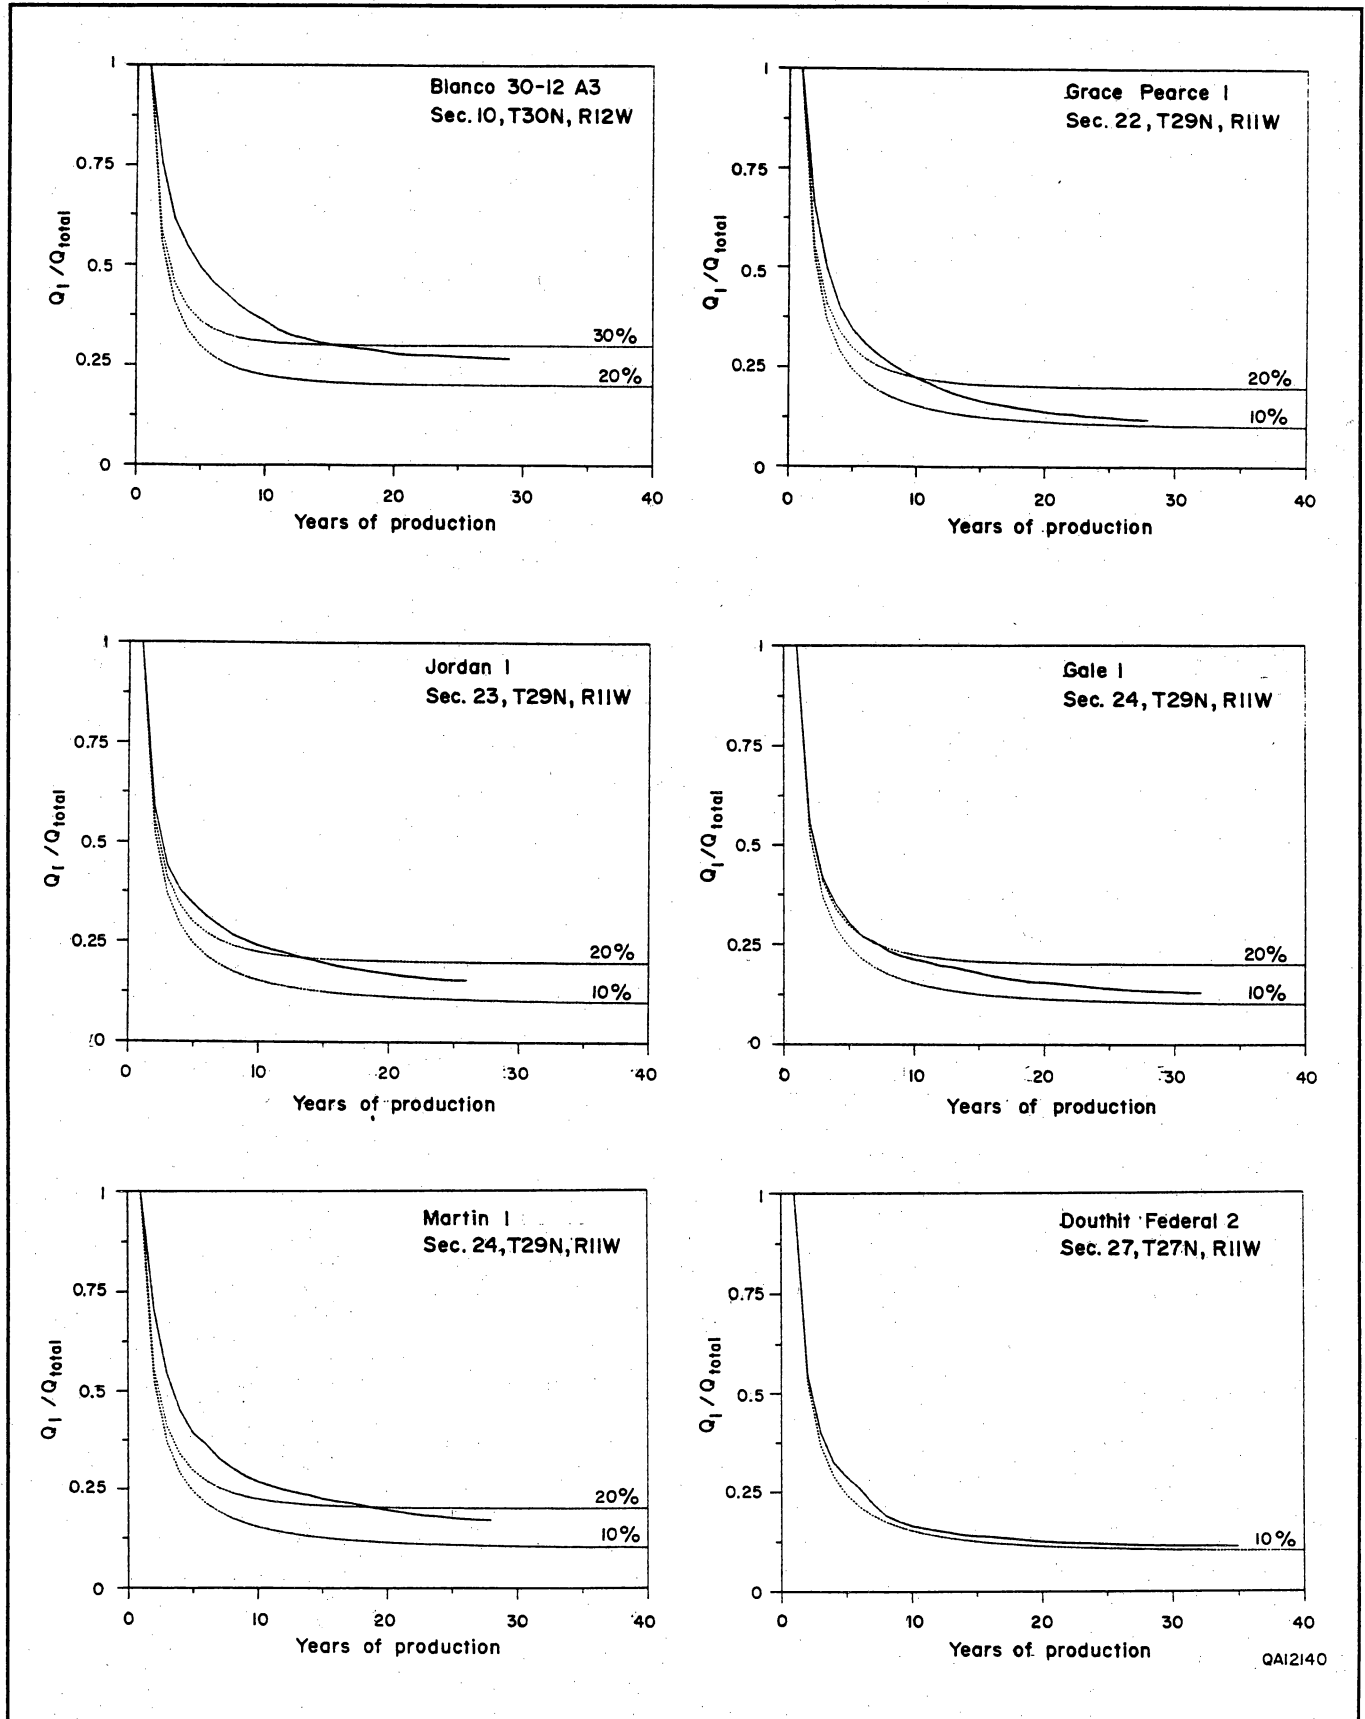 Blanco 30-12 A3
Sec. 10, T30N, R12W
1
0.75
0.5
0.25
0
Q1/Qtotal
30%
20%
0 10 20 30 40
Years of production
Grace Pearce 1
Sec. 22, T29N, R11W
1
0.75
0.5
0.25
0
Q1/Qtotal
20%
10%
0 10 20 30 40
Years of production
Jordan 1
Sec. 23, T29N, R11W
1
0.75
0.5
0.25
0
Q1/Qtotal
20%
10%
0 10 20 30 40
Years of production
Gale 1
Sec. 24, T29N, R11W
1
0.75
0.5
0.25
0
Q1/Qtotal
20%
10%
0 10 20 30 40
Years of production
Martin 1
Sec. 24, T29N, R11W
1
0.75
0.5
0.25
0
Q1/Qtotal
20%
10%
0 10 20 30 40
Years of production
Douthit Federal 2
Sec. 27, T27N, R11W
1
0.75
0.5
0.25
0
Q1/Qtotal
10%
0 10 20 30 40
Years of production
QA12140